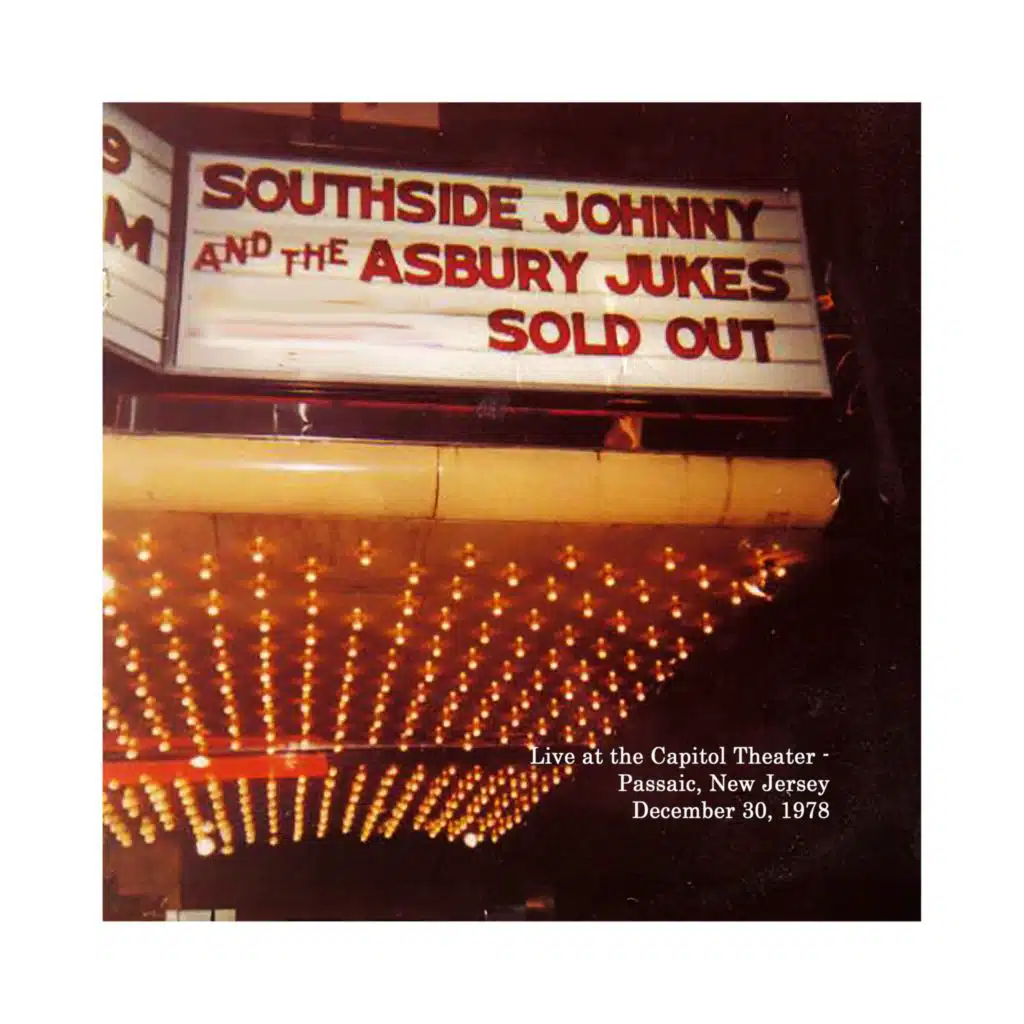 9
M
SOUTHSIDE JOHNNY
AND THE ASBURY JUKES
SOLD OUT
Live at the Capitol Theater -
Passaic, New Jersey
December 30, 1978